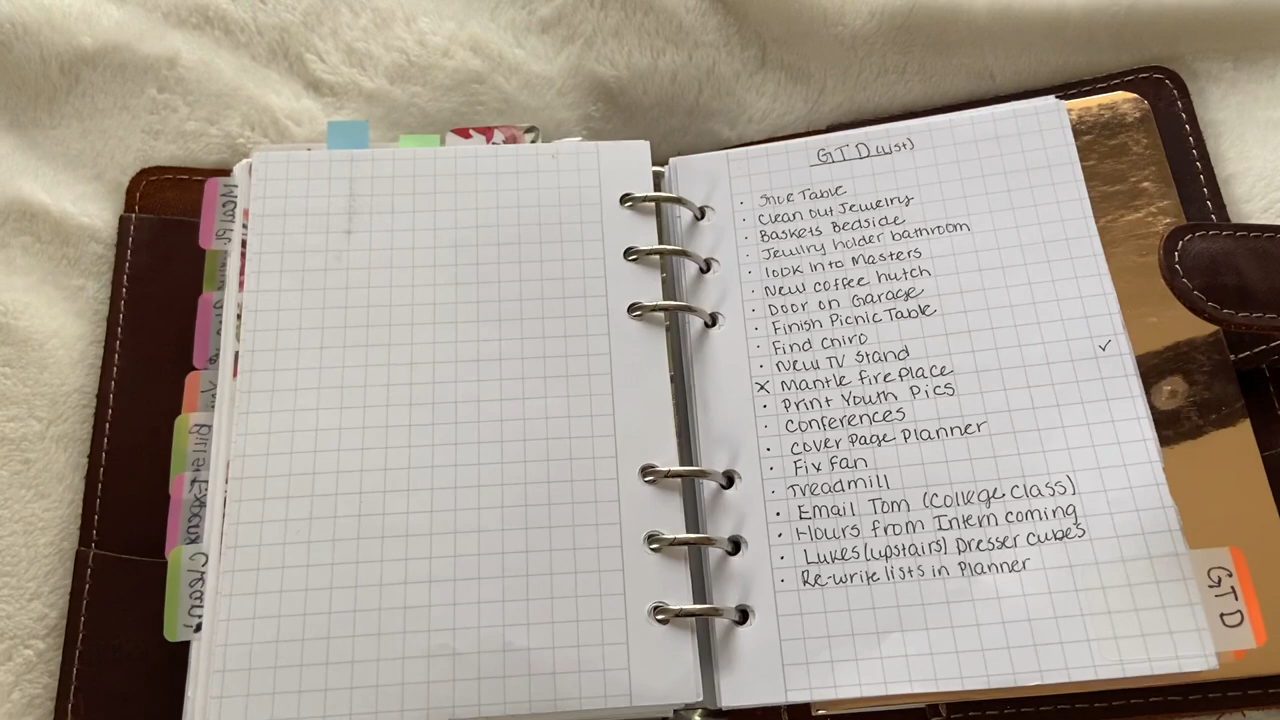 Bills
Expens
Clean
GTD (list)
· Shoe Table
· Clean out Jewelry
· Baskets Bedside
· Jewelry holder bathroom
· look into Masters
· New coffee hutch
· Door on Garage
· Finish Picnic Table
· Find chiro
· New TV Stand
X Mantle fire Place ✓
· Print Youth Pics
· Conferences
· Cover Page Planner
· Fix fan
· Treadmill
· Email Tom (College Class)
· Hours from Intern coming
· Lukes (upstairs) Dresser cubes
· Re-write lists in Planner
GTD